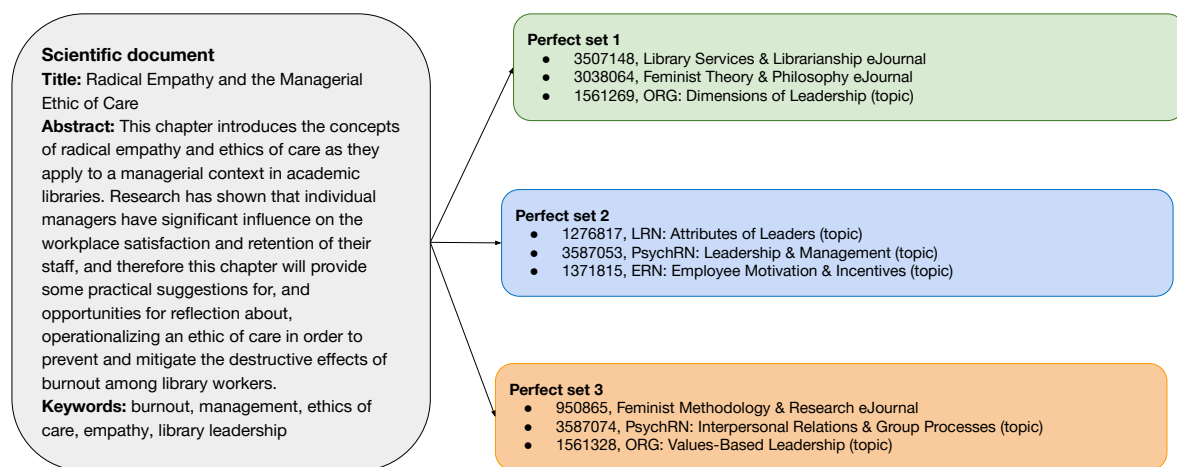 Scientific document
Title: Radical Empathy and the Managerial
Ethic of Care
Abstract: This chapter introduces the concepts
of radical empathy and ethics of care as they
apply to a managerial context in academic
libraries. Research has shown that individual
managers have significant influence on the
workplace satisfaction and retention of their
staff, and therefore this chapter will provide
some practical suggestions for, and
opportunities for reflection about,
operationalizing an ethic of care in order to
prevent and mitigate the destructive effects of
burnout among library workers.
Keywords: burnout, management, ethics of
care, empathy, library leadership
Perfect set 1
● 3507148, Library Services & Librarianship eJournal
● 3038064, Feminist Theory & Philosophy eJournal
● 1561269, ORG: Dimensions of Leadership (topic)
Perfect set 2
● 1276817, LRN: Attributes of Leaders (topic)
● 3587053, PsychRN: Leadership & Management (topic)
● 1371815, ERN: Employee Motivation & Incentives (topic)
Perfect set 3
● 950865, Feminist Methodology & Research eJournal
● 3587074, PsychRN: Interpersonal Relations & Group Processes (topic)
● 1561328, ORG: Values-Based Leadership (topic)